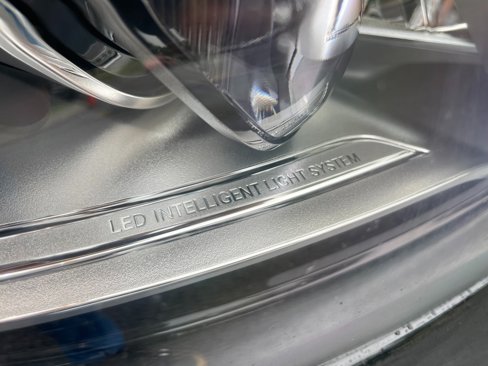 LED INTELLIGENT LIGHT SYSTEM